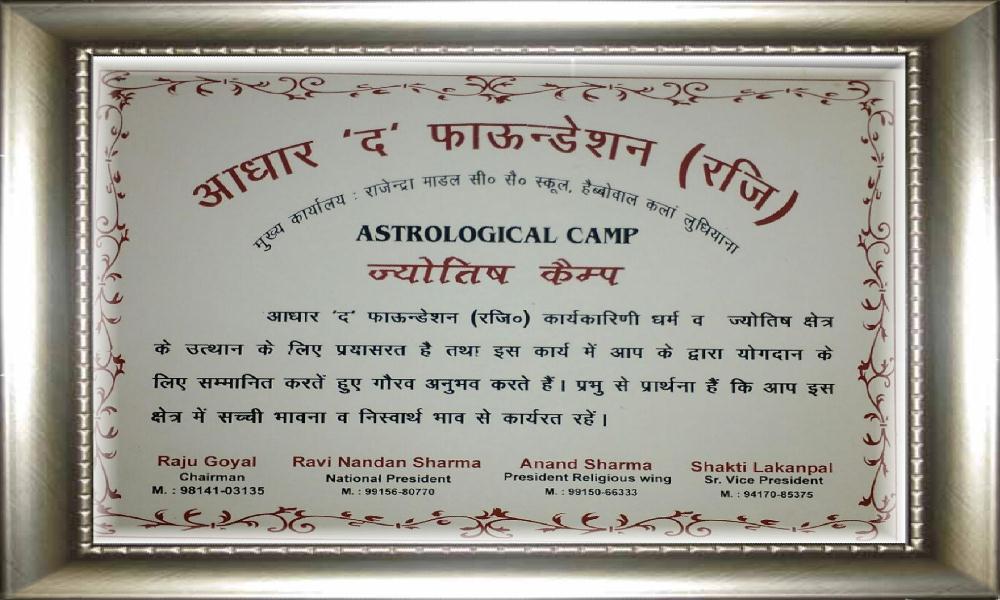 आधार 'द' फाऊन्डेशन (रजि)
मुख्य कार्यालय : राजेन्द्रा माडल सी० सै० स्कूल, हैब्बोवाल कलां लुधियाना
ASTROLOGICAL CAMP
ज्योतिष कैम्प
आधार 'द' फाऊन्डेशन (रजि०) कार्यकारिणी धर्म व ज्योतिष क्षेत्र
के उत्थान के लिए प्रयासरत है तथा इस कार्य में आप के द्वारा योगदान के
लिए सम्मानित करतें हुए गौरव अनुभव करते हैं। प्रभु से प्रार्थना हैं कि आप इस
क्षेत्र में सच्ची भावना व निस्वार्थ भाव से कार्यरत रहें।
Raju Goyal
Chairman
M. : 98141-03135
Ravi Nandan Sharma
National President
M. : 99156-80770
Anand Sharma
President Religious wing
M. : 99150-66333
Shakti Lakanpal
Sr. Vice President
M. : 94170-85375